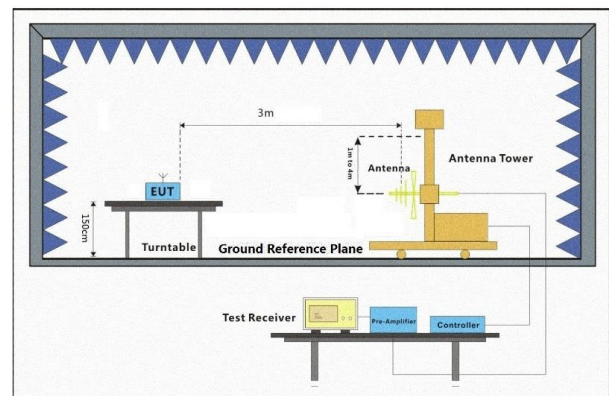 3m
1m to 4m
Antenna
Antenna Tower
EUT
150cm
Turntable
Ground Reference Plane
Test Receiver
Pre-Amplifier
Controller